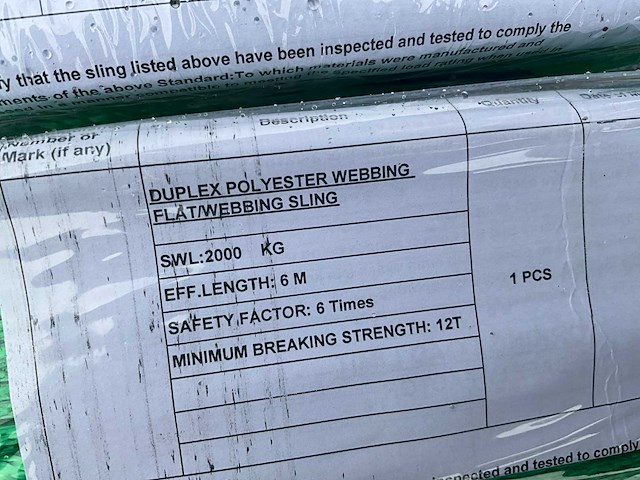 fy that the sling listed above have been inspected and tested to comply the
ments of the above Standard:To which materials were manufactured and
Number or
Mark (if any)
Description
Quantity
DUPLEX POLYESTER WEBBING
FLAT/WEBBING SLING
SWL:2000 KG
EFF.LENGTH: 6 M
SAFETY FACTOR: 6 Times
MINIMUM BREAKING STRENGTH: 12T
1 PCS
spected and tested to comply